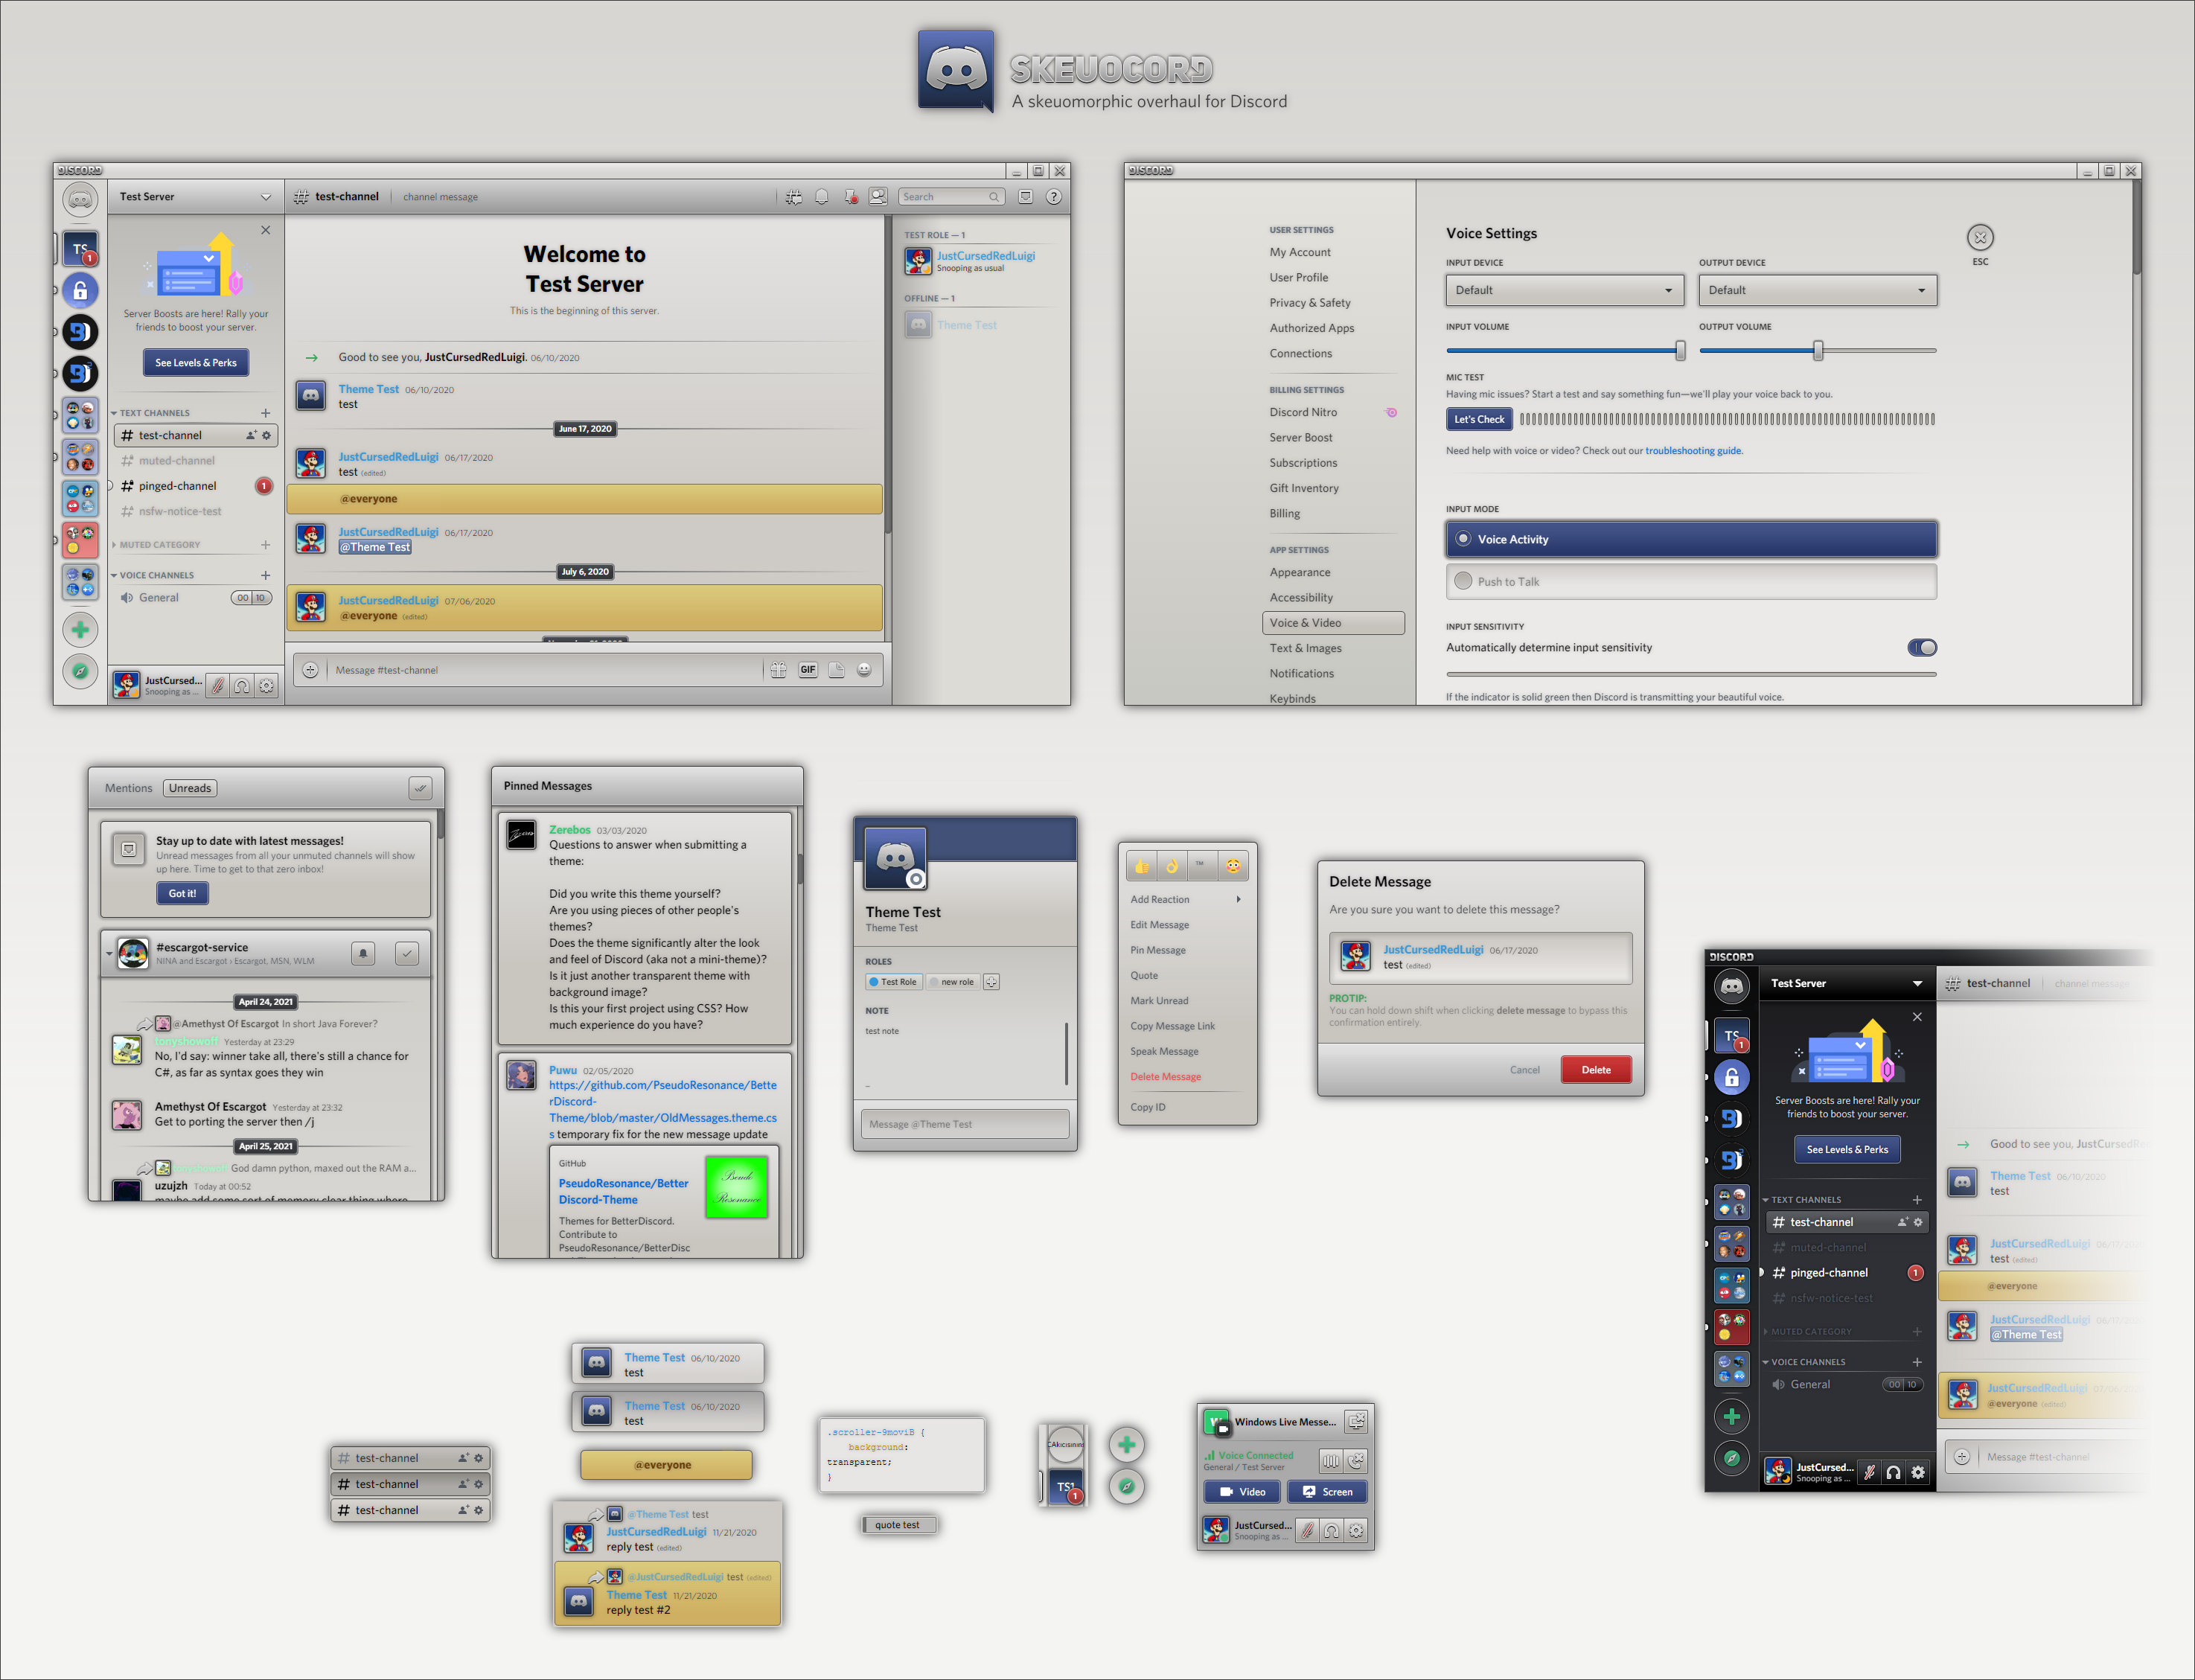 SKEUOCORD
A skeuomorphic overhaul for Discord
DISCORD
Test Server
test-channel
channel message
Search
TS
1
Server Boosts are here! Rally your
friends to boost your server.
See Levels & Perks
TEXT CHANNELS
test-channel
muted-channel
pinged-channel
1
nsfw-notice-test
MUTED CATEGORY
VOICE CHANNELS
General
00 10
JustCursed...
Snooping as ...
Welcome to
Test Server
This is the beginning of this server.
Good to see you, JustCursedRedLuigi. 06/10/2020
Theme Test 06/10/2020
test
June 17, 2020
JustCursedRedLuigi 06/17/2020
test (edited)
@everyone
JustCursedRedLuigi 06/17/2020
@Theme Test
July 6, 2020
JustCursedRedLuigi 07/06/2020
@everyone (edited)
Message #test-channel
GIF
TEST ROLE — 1
JustCursedRedLuigi
Snooping as usual
OFFLINE — 1
Theme Test
DISCORD
USER SETTINGS
My Account
User Profile
Privacy & Safety
Authorized Apps
Connections
BILLING SETTINGS
Discord Nitro
Server Boost
Subscriptions
Gift Inventory
Billing
APP SETTINGS
Appearance
Accessibility
Voice & Video
Text & Images
Notifications
Keybinds
Voice Settings
ESC
INPUT DEVICE
OUTPUT DEVICE
Default
Default
INPUT VOLUME
OUTPUT VOLUME
MIC TEST
Having mic issues? Start a test and say something fun—we'll play your voice back to you.
Let's Check
Need help with voice or video? Check out our troubleshooting guide.
INPUT MODE
Voice Activity
Push to Talk
INPUT SENSITIVITY
Automatically determine input sensitivity
If the indicator is solid green then Discord is transmitting your beautiful voice.
Mentions
Unreads
Stay up to date with latest messages!
Unread messages from all your unmuted channels will show
up here. Time to get to that zero inbox!
Got it!
#escargot-service
NINA and Escargot › Escargot, MSN, WLM
April 24, 2021
@Amethyst Of Escargot In short Java Forever?
tonyshowoff Yesterday at 23:29
No, I'd say: winner take all, there's still a chance for
C#, as far as syntax goes they win
Amethyst Of Escargot Yesterday at 23:32
Get to porting the server then /j
April 25, 2021
God damn python, maxed out the RAM a...
uzujzh Today at 00:52
maybe add some sort of memory clear thing where
Pinned Messages
Zerebos 03/03/2020
Questions to answer when submitting a
theme:
Did you write this theme yourself?
Are you using pieces of other people's
themes?
Does the theme significantly alter the look
and feel of Discord (aka not a mini-theme)?
Is it just another transparent theme with
background image?
Is this your first project using CSS? How
much experience do you have?
Puwu 02/05/2020
https://github.com/PseudoResonance/Bette
rDiscord-
Theme/blob/master/OldMessages.theme.cs
s temporary fix for the new message update
GitHub
PseudoResonance/Better
Discord-Theme
Themes for BetterDiscord.
Contribute to
PseudoResonance/BetterDisc
Pseudo
Resonance
Theme Test
Theme Test
ROLES
Test Role
new role
NOTE
test note
_
Message @Theme Test
TM
Add Reaction
Edit Message
Pin Message
Quote
Mark Unread
Copy Message Link
Speak Message
Delete Message
Copy ID
Delete Message
Are you sure you want to delete this message?
JustCursedRedLuigi 06/17/2020
test (edited)
PROTIP:
You can hold down shift when clicking delete message to bypass this
confirmation entirely.
Cancel
Delete
DISCORD
Test Server
test-channel
channel message
TS
1
Server Boosts are here! Rally your
friends to boost your server.
See Levels & Perks
TEXT CHANNELS
test-channel
muted-channel
pinged-channel
1
nsfw-notice-test
MUTED CATEGORY
VOICE CHANNELS
General
00 10
JustCursed...
Snooping as ...
Good to see you, JustCursedR
Theme Test 06/10/2020
test
JustCursedRedLuigi
test (edited)
@everyone
JustCursedRedLuigi
@Theme Test
JustCursedRedLuigi
@everyone (edited)
Message #test-channel
Theme Test 06/10/2020
test
Theme Test 06/10/2020
test
@everyone
test-channel
test-channel
test-channel
@Theme Test test
JustCursedRedLuigi 11/21/2020
reply test (edited)
@JustCursedRedLuigi test (edited)
Theme Test 11/21/2020
reply test #2
.scroller-9moviB {
background:
transparent;
}
quote test
TS1
1
Windows Live Messe...
Voice Connected
General / Test Server
Video
Screen
JustCursed...
Snooping as ...